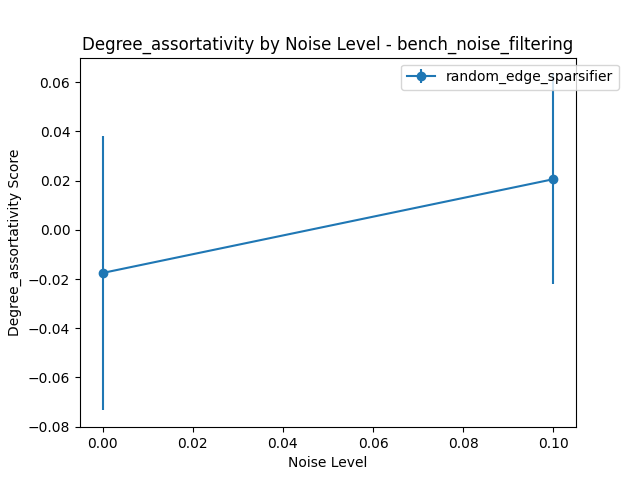 Degree_assortativity by Noise Level - bench_noise_filtering
random_edge_sparsifier
Degree_assortativity Score
0.06
0.04
0.02
0.00
−0.02
−0.04
−0.06
−0.08
0.00 0.02 0.04 0.06 0.08 0.10
Noise Level